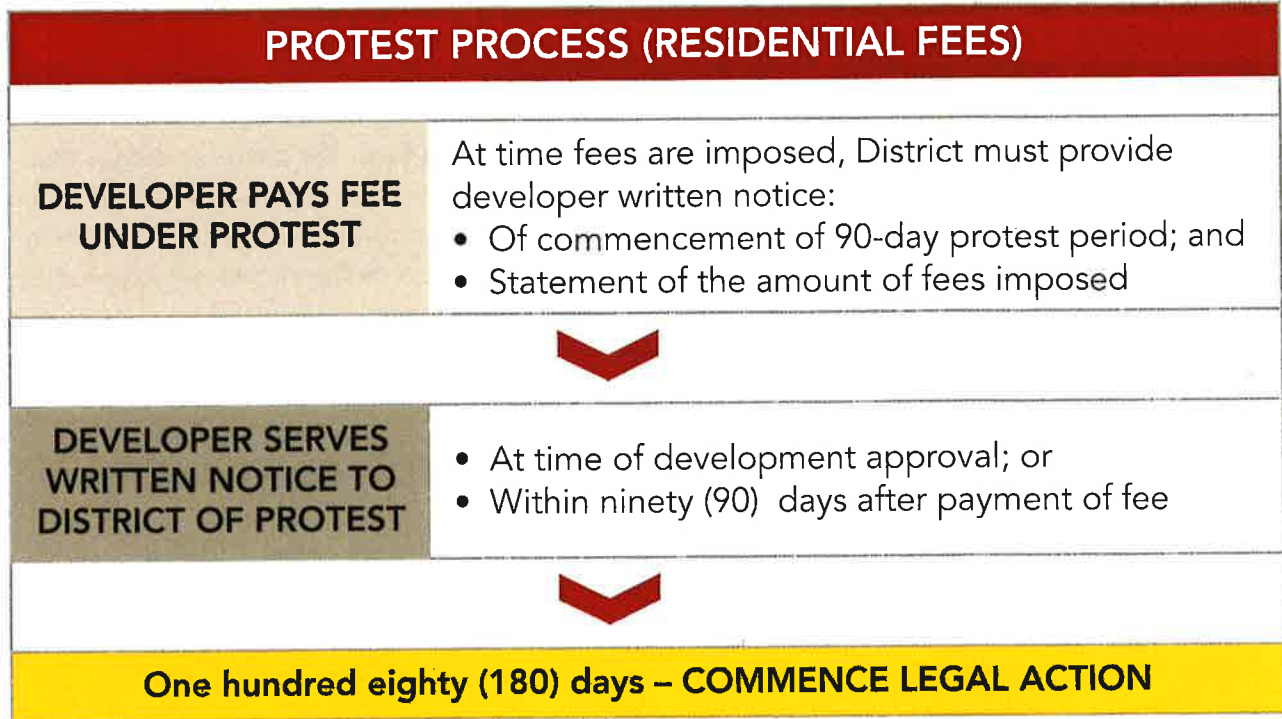 PROTEST PROCESS (RESIDENTIAL FEES)
DEVELOPER PAYS FEE
UNDER PROTEST
At time fees are imposed, District must provide
developer written notice:
• Of commencement of 90-day protest period; and
• Statement of the amount of fees imposed
DEVELOPER SERVES
WRITTEN NOTICE TO
DISTRICT OF PROTEST
• At time of development approval; or
• Within ninety (90) days after payment of fee
One hundred eighty (180) days – COMMENCE LEGAL ACTION